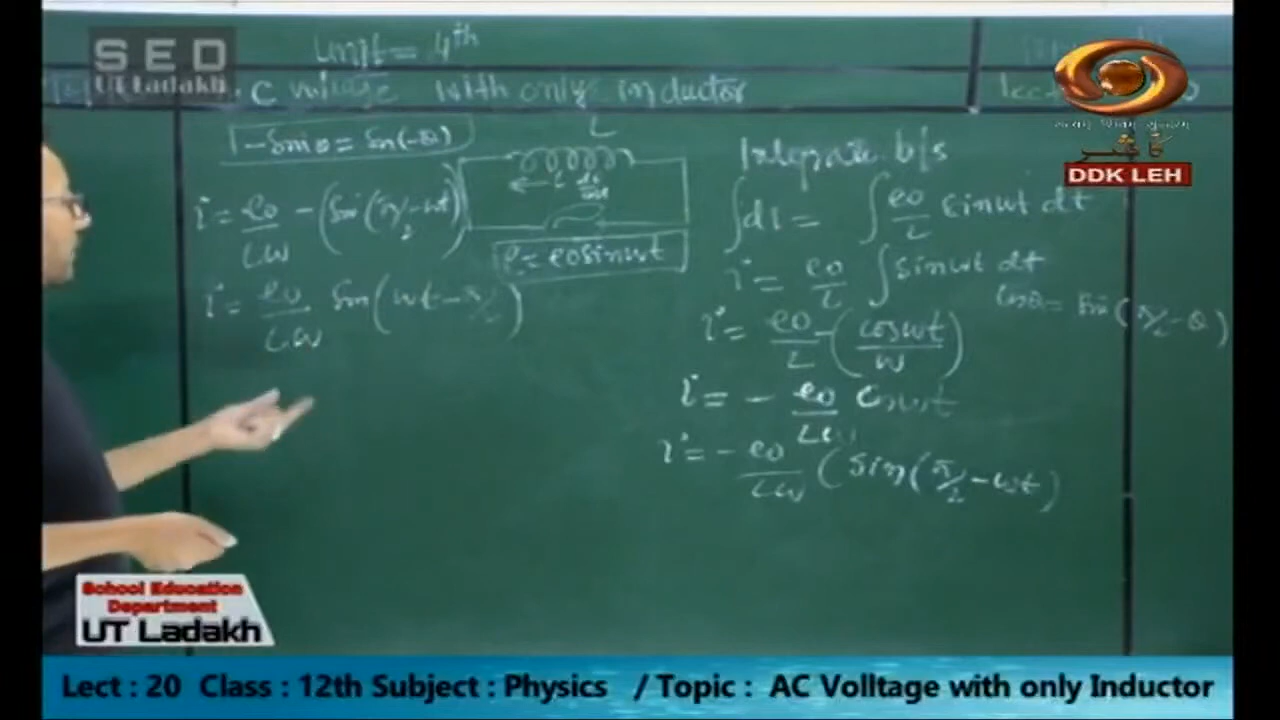 SED
UT Ladakh
Unit = 4th
C voltage with only inductor
- Sin θ = Sin(-θ)
L
i = e0/Lω - (Sin(π/2 - ωt))
e = e0 sin ωt
i = e0/Lω Sin(ωt - π/2)
Integrate b/s
∫di = ∫ e0/L sin ωt dt
i = e0/L ∫ sin ωt dt
Cosθ = Sin(π/2 - θ)
i = e0/L - (cos ωt/ω)
i = - e0/Lω Cos ωt
i = - e0/Lω (Sin(π/2 - ωt)
DDK LEH
School Education
Department
UT Ladakh
Lect : 20 Class : 12th Subject : Physics / Topic : AC Volltage with only Inductor